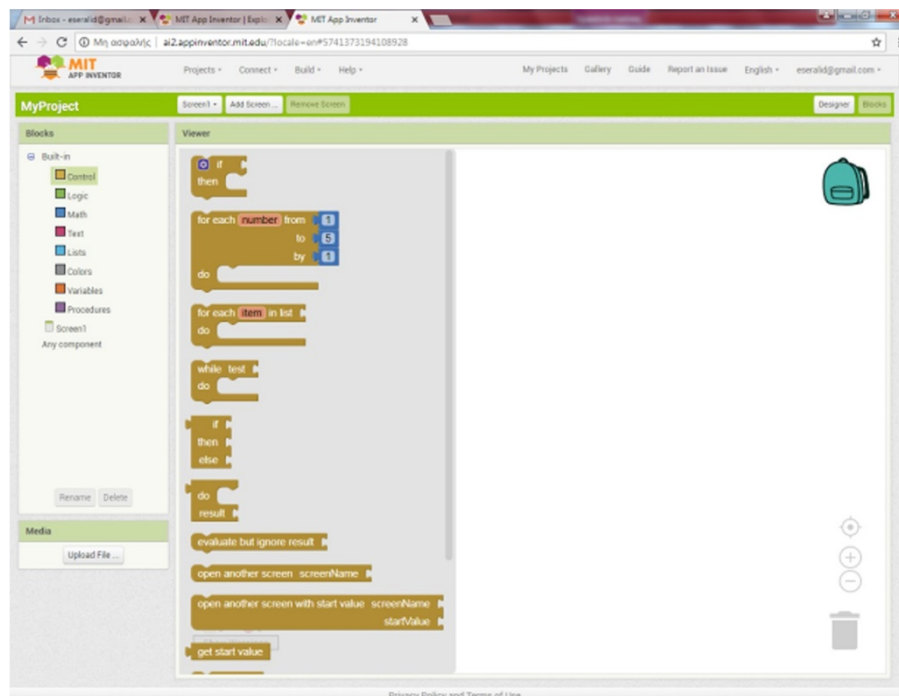 Inbox - eseralid@gmail.c
MIT App Inventor | Explo
MIT App Inventor
Μη ασφαλής | ai2.appinventor.mit.edu/?locale=en#5741373194108928
MIT
APP INVENTOR
Projects
Connect
Build
Help
My Projects
Gallery
Guide
Report an Issue
English
eseralid@gmail.com
MyProject
Screen1
Add Screen ...
Remove Screen
Designer
Blocks
Blocks
Viewer
Built-in
Control
Logic
Math
Text
Lists
Colors
Variables
Procedures
Screen1
Any component
Rename
Delete
Media
Upload File ...
if
then
for each number from 1
to 5
by 1
do
for each item in list
do
while test
do
if
then
else
do
result
evaluate but ignore result
open another screen screenName
open another screen with start value screenName
startValue
get start value
Privacy Policy and Terms of Use